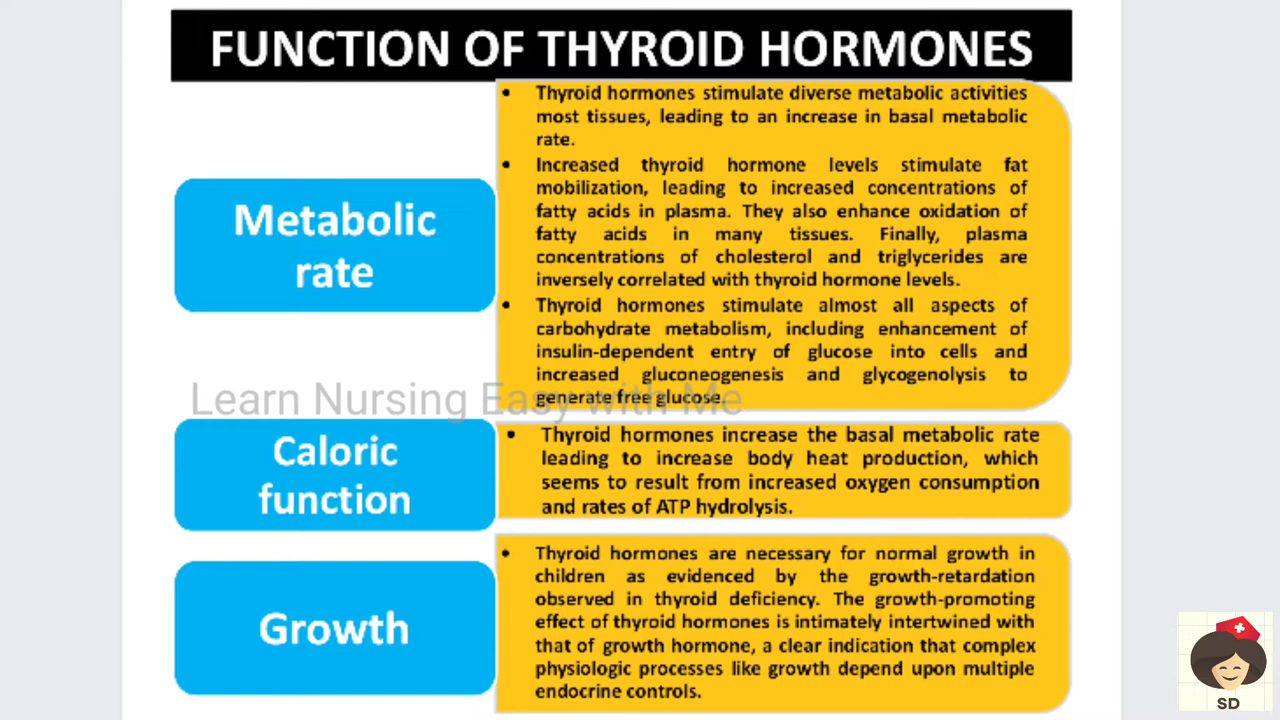 FUNCTION OF THYROID HORMONES
Metabolic
rate
• Thyroid hormones stimulate diverse metabolic activities
most tissues, leading to an increase in basal metabolic
rate.
• Increased thyroid hormone levels stimulate fat
mobilization, leading to increased concentrations of
fatty acids in plasma. They also enhance oxidation of
fatty acids in many tissues. Finally, plasma
concentrations of cholesterol and triglycerides are
inversely correlated with thyroid hormone levels.
• Thyroid hormones stimulate almost all aspects of
carbohydrate metabolism, including enhancement of
insulin-dependent entry of glucose into cells and
increased gluconeogenesis and glycogenolysis to
generate free glucose.
Learn Nursing Easy with Me
Caloric
function
• Thyroid hormones increase the basal metabolic rate
leading to increase body heat production, which
seems to result from increased oxygen consumption
and rates of ATP hydrolysis.
Growth
• Thyroid hormones are necessary for normal growth in
children as evidenced by the growth-retardation
observed in thyroid deficiency. The growth-promoting
effect of thyroid hormones is intimately intertwined with
that of growth hormone, a clear indication that complex
physiologic processes like growth depend upon multiple
endocrine controls.
SD